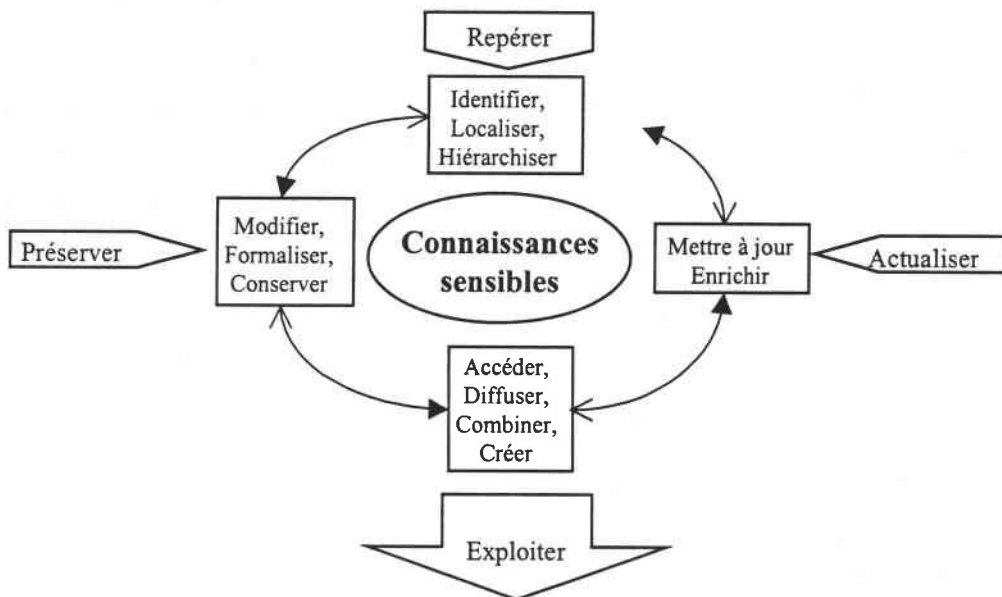 Repérer
Identifier,
Localiser,
Hiérarchiser
Modifier,
Formaliser,
Conserver
Préserver
Connaissances
sensibles
Mettre à jour
Enrichir
Actualiser
Accéder,
Diffuser,
Combiner,
Créer
Exploiter